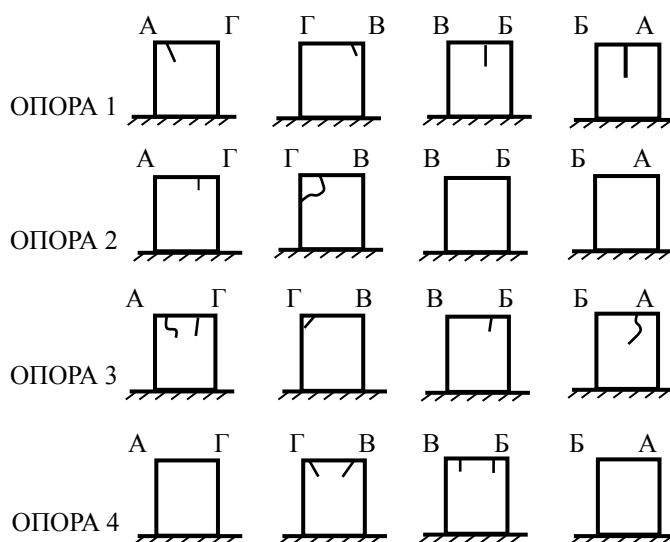 А Г Г В В Б Б А
ОПОРА 1
А Г Г В В Б Б А
ОПОРА 2
А Г Г В В Б Б А
ОПОРА 3
А Г Г В В Б Б А
ОПОРА 4